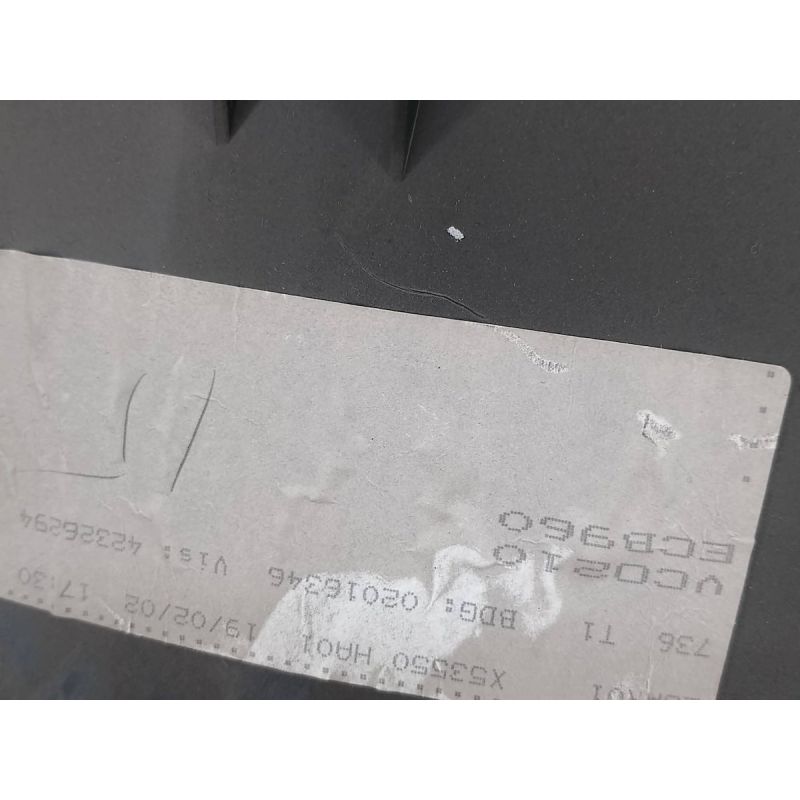 X53550 HA01 19/02/02 17:30
736 T1 BDG: 02016346 Vis: 42326294
VC0210
ECB960